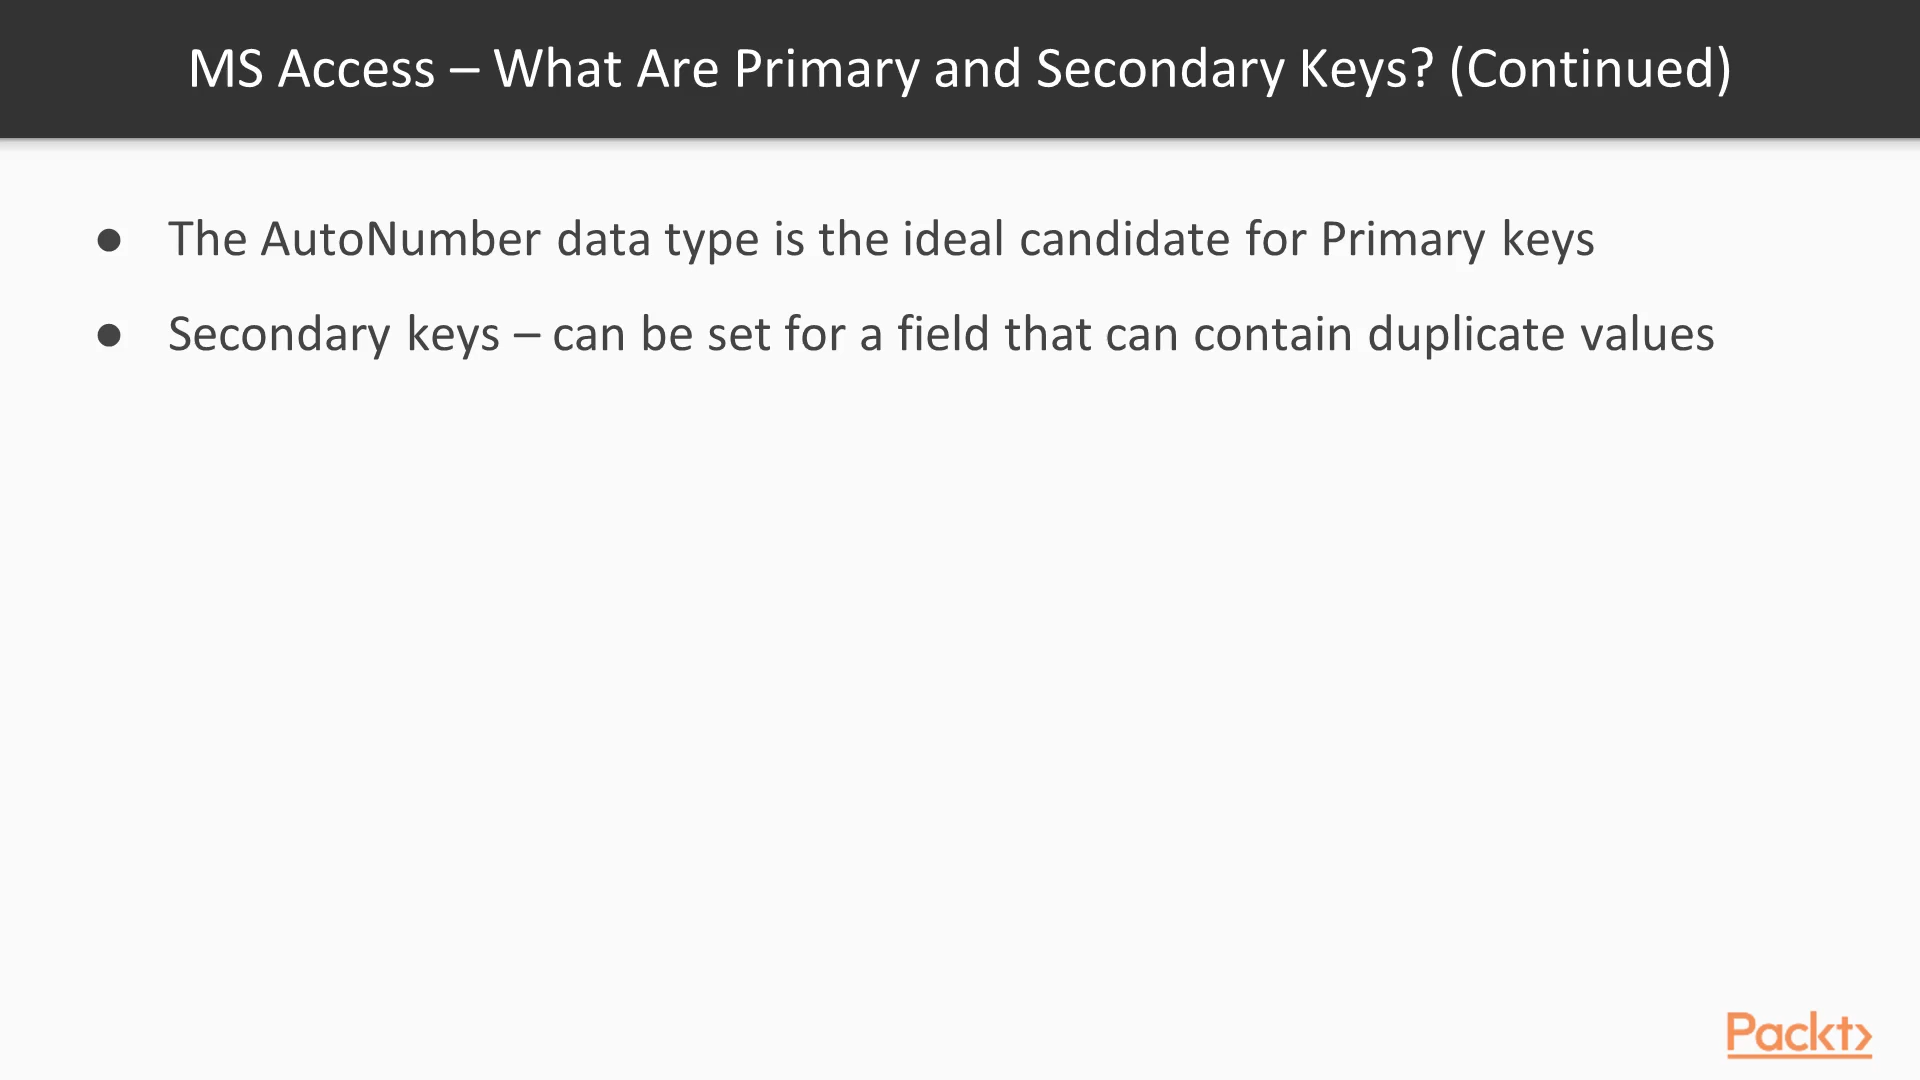 MS Access – What Are Primary and Secondary Keys? (Continued)
● The AutoNumber data type is the ideal candidate for Primary keys
● Secondary keys – can be set for a field that can contain duplicate values
Packt>